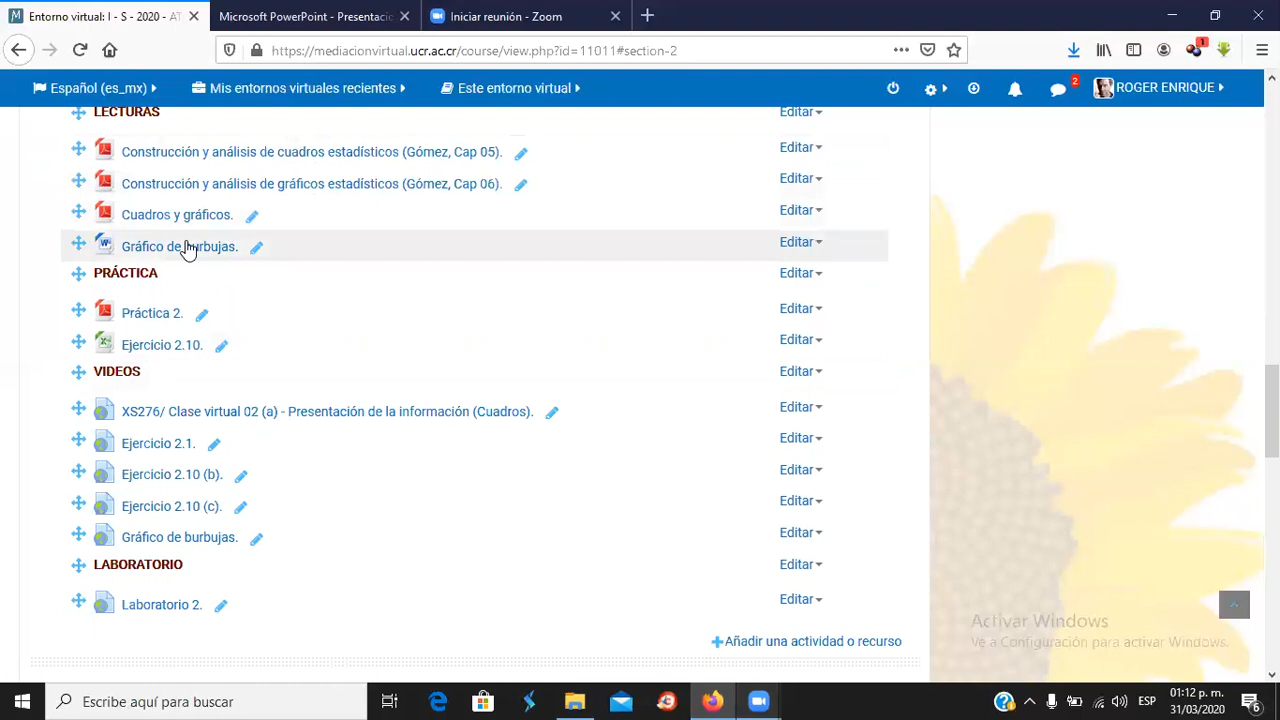 Entorno virtual: I - S - 2020 - AT
Microsoft PowerPoint - Presentació
Iniciar reunión - Zoom
https://mediacionvirtual.ucr.ac.cr/course/view.php?id=11011#section-2
1
Español (es_mx)
Mis entornos virtuales recientes
Este entorno virtual
2
ROGER ENRIQUE
LECTURAS
Editar
Construcción y análisis de cuadros estadísticos (Gómez, Cap 05).
Editar
Construcción y análisis de gráficos estadísticos (Gómez, Cap 06).
Editar
Cuadros y gráficos.
Editar
Gráfico de burbujas.
Editar
PRÁCTICA
Editar
Práctica 2.
Editar
Ejercicio 2.10.
Editar
VIDEOS
Editar
XS276/ Clase virtual 02 (a) - Presentación de la información (Cuadros).
Editar
Ejercicio 2.1.
Editar
Ejercicio 2.10 (b).
Editar
Ejercicio 2.10 (c).
Editar
Gráfico de burbujas.
Editar
LABORATORIO
Editar
Laboratorio 2.
Editar
Añadir una actividad o recurso
Activar Windows
Ve a Configuración para activar Windows.
Escribe aquí para buscar
ESP
01:12 p. m.
31/03/2020
6